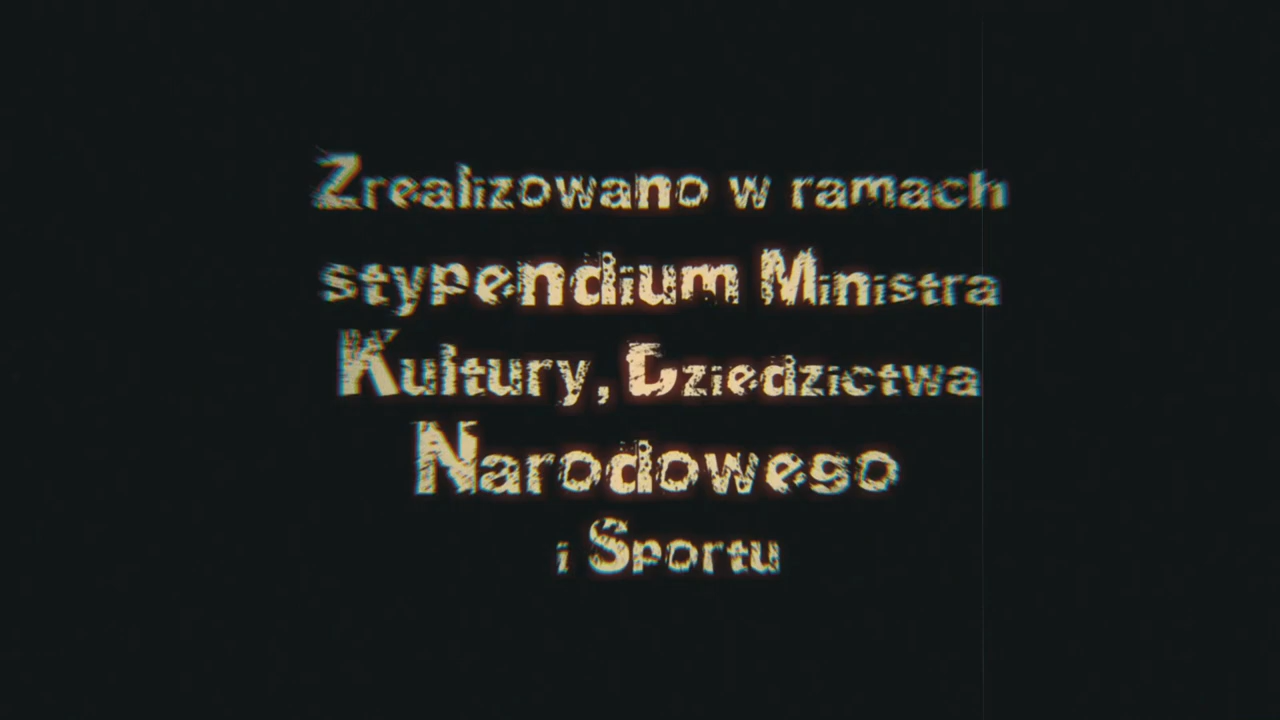 Zrealizowano w ramach
stypendium Ministra
Kultury, Dziedzictwa
Narodowego
i Sportu